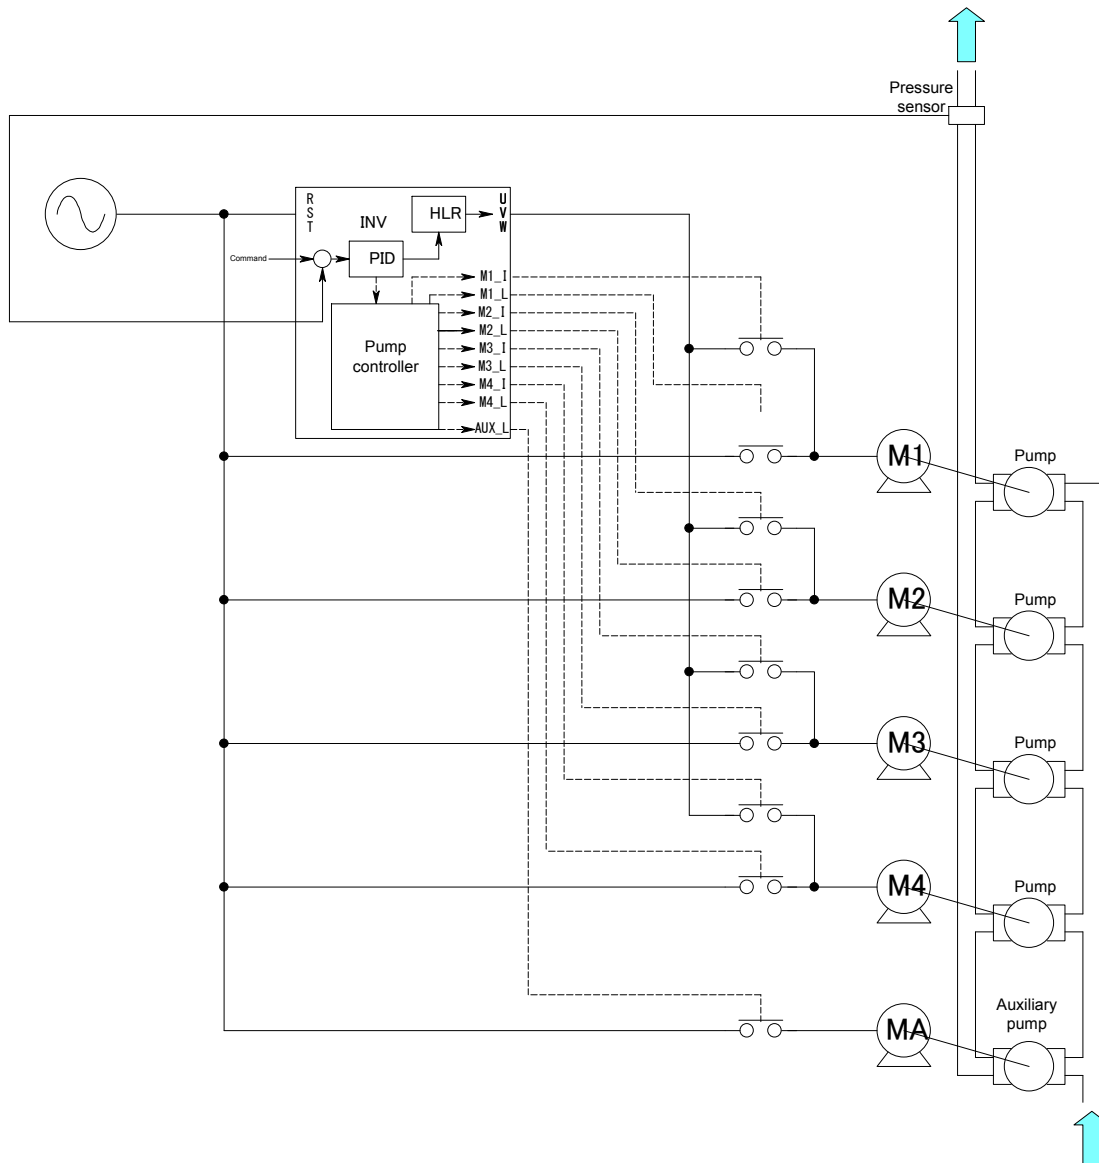 Pressure
sensor
R
S
T
INV
HLR
U
V
W
Command
PID
M1_I
M1_L
M2_I
M2_L
M3_I
M3_L
M4_I
M4_L
AUX_L
Pump
controller
M1
Pump
M2
Pump
M3
Pump
M4
Pump
Auxiliary
pump
MA